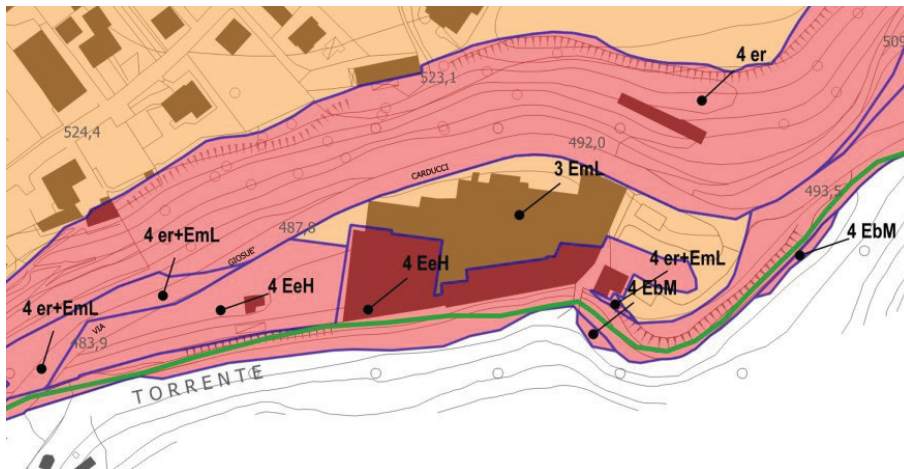 509
4 er
523,1
524,4
492,0
CARDUCCI
3 EmL
493,5
487,8
4 EbM
4 er+EmL
GIOSUE'
4 EeH
4 er+EmL
4 EeH
4 EbM
4 er+EmL
VIA
483,9
TORRENTE